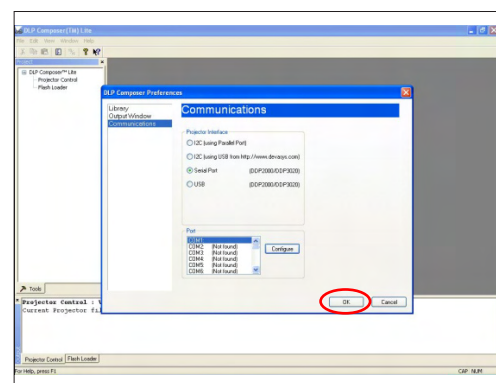 DLP Composer(TM) Lite
File Edit View Window Help
Project
DLP Composer™ Lite
Projector Control
Flash Loader
DLP Composer Preferences
Library
Output Window
Communications
Communications
Projector Interface
I2C (using Parallel Port)
I2C (using USB from http://www.devasys.com)
Serial Port (DDP2000/DDP3020)
USB (DDP2000/DDP3020)
Port
COM1:
COM2: (Not found)
COM3: (Not found)
COM4: (Not found)
COM5: (Not found)
COM6: (Not found)
Configure
OK Cancel
Tools
Projector Control :
Current Projector fil
Projector Control Flash Loader
For Help, press F1 CAP NUM